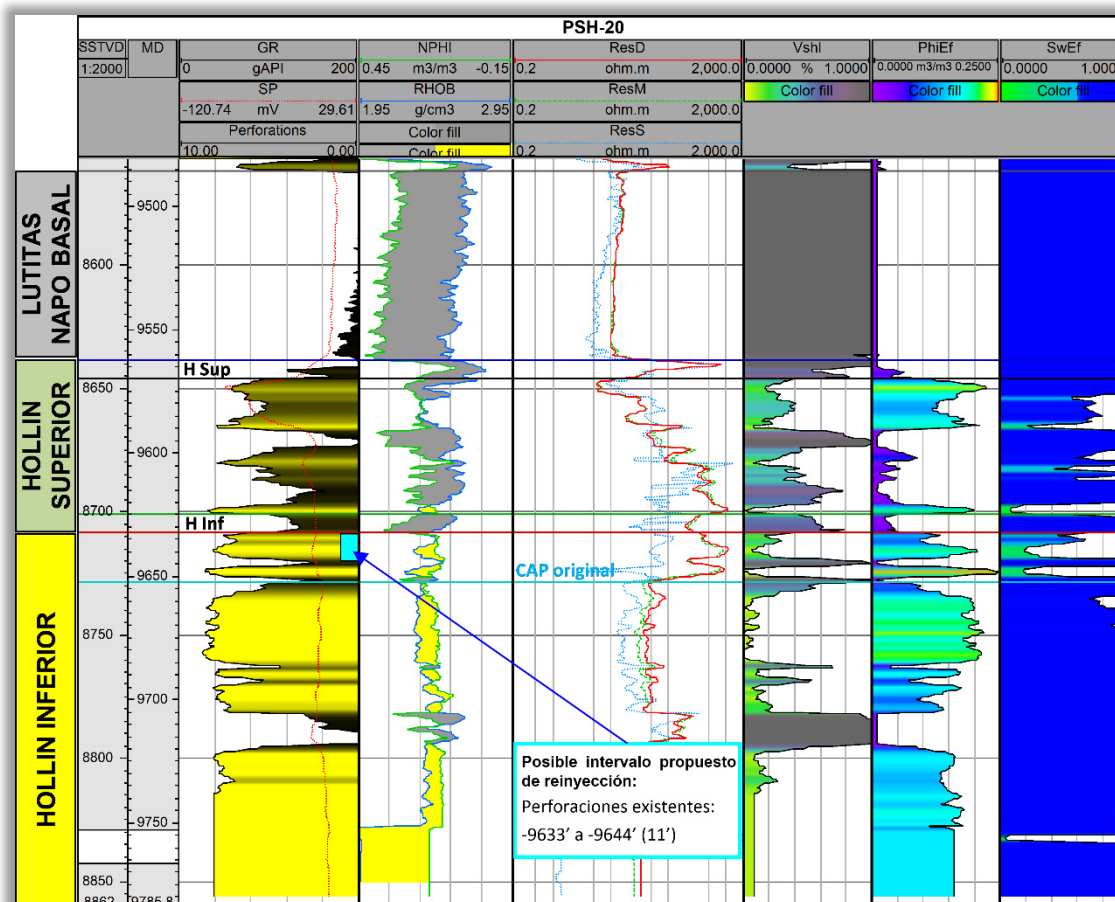 PSH-20
SSTVD MD GR NPHI ResD Vshl PhiEf SwEf
1:2000 0 gAPI 200 0.45 m3/m3 -0.15 0.2 ohm.m 2,000.0 0.0000 % 1.0000 0.0000 m3/m3 0.2500 0.0000 1.000
SP RHOB ResM Color fill Color fill Color fill
-120.74 mV 29.61 1.95 g/cm3 2.95 0.2 ohm.m 2,000.0
Perforations Color fill ResS
10.00 0.00 Color fill 0.2 ohm.m 2,000.0
LUTITAS
NAPO BASAL
9500
8600
9550
H Sup
HOLLIN
SUPERIOR
8650
9600
8700
H Inf
HOLLIN INFERIOR
9650
CAP original
8750
9700
8800
9750
8850
8862 9785.8
Posible intervalo propuesto
de reinyección:
Perforaciones existentes:
-9633’ a -9644’ (11’)